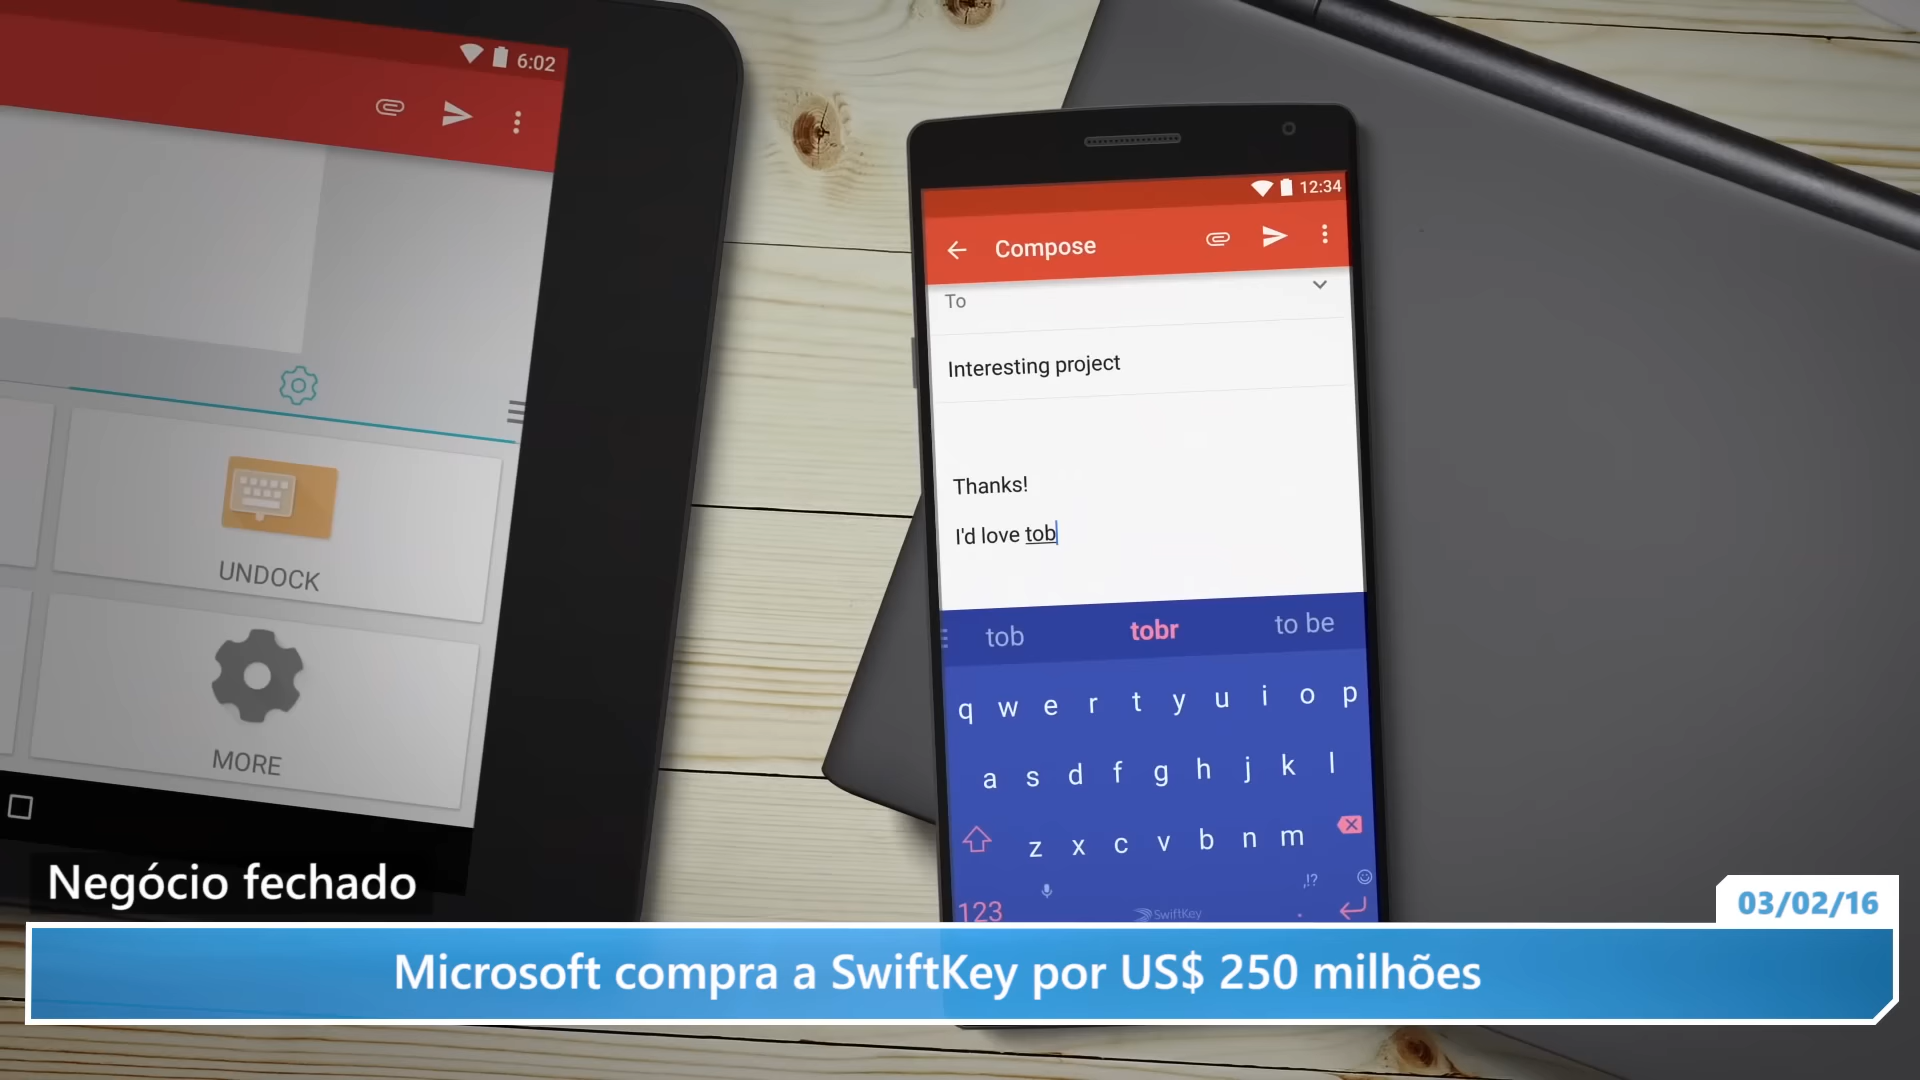 6:02
UNDOCK
MORE
12:34
Compose
To
Interesting project
Thanks!
I'd love tob
tob tobr to be
q w e r t y u i o p
a s d f g h j k l
z x c v b n m
,!?
123 SwiftKey .
Negócio fechado
03/02/16
Microsoft compra a SwiftKey por US$ 250 milhões